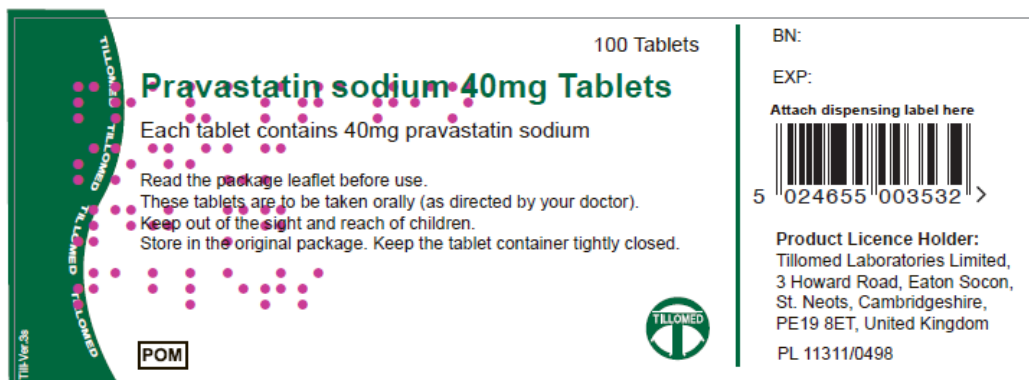 100 Tablets
Pravastatin sodium 40mg Tablets
Each tablet contains 40mg pravastatin sodium
Read the package leaflet before use.
These tablets are to be taken orally (as directed by your doctor).
Keep out of the sight and reach of children.
Store in the original package. Keep the tablet container tightly closed.
POM
TILLOMED
TILLOMED
TILLOMED
TILLOMED
TILLOMED
Till-Ver.3s
BN:
EXP:
Attach dispensing label here
5 024655 003532 >
Product Licence Holder:
Tillomed Laboratories Limited,
3 Howard Road, Eaton Socon,
St. Neots, Cambridgeshire,
PE19 8ET, United Kingdom
PL 11311/0498